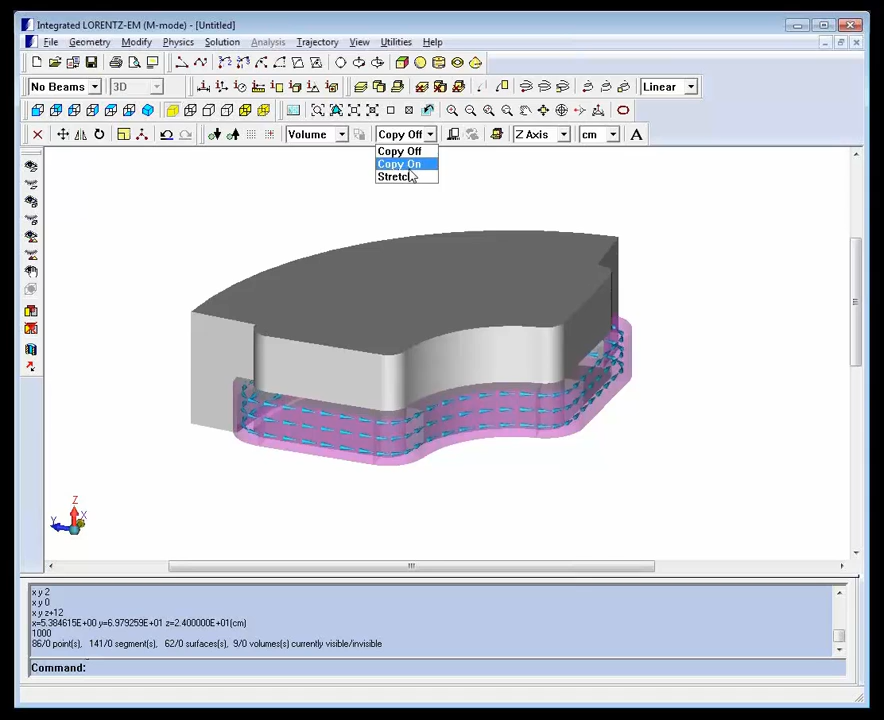 Integrated LORENTZ-EM (M-mode) - [Untitled]
File Geometry Modify Physics Solution Analysis Trajectory View Utilities Help
No Beams 3D Linear
Volume Copy Off Z Axis cm A
Copy Off
Copy On
Stretch
Z
Y X
x y 2
x y 0
x y z+12
x=5.384615E+00 y=6.979259E+01 z=2.400000E+01(cm)
1000
86/0 point(s), 141/0 segment(s), 62/0 surfaces(s), 9/0 volumes(s) currently visible/invisible
Command: